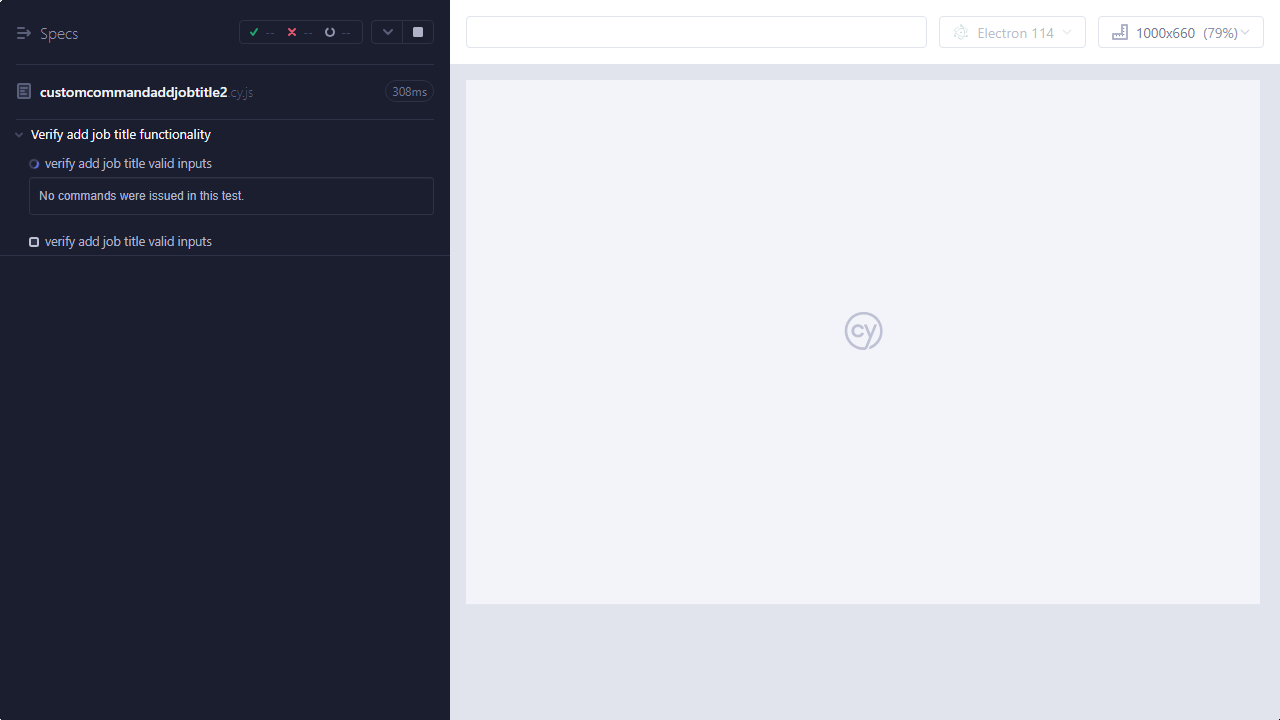 Specs
--
--
--
customcommandaddjobtitle2.cy.js
308ms
Verify add job title functionality
verify add job title valid inputs
No commands were issued in this test.
verify add job title valid inputs
Electron 114
1000x660 (79%)
cy